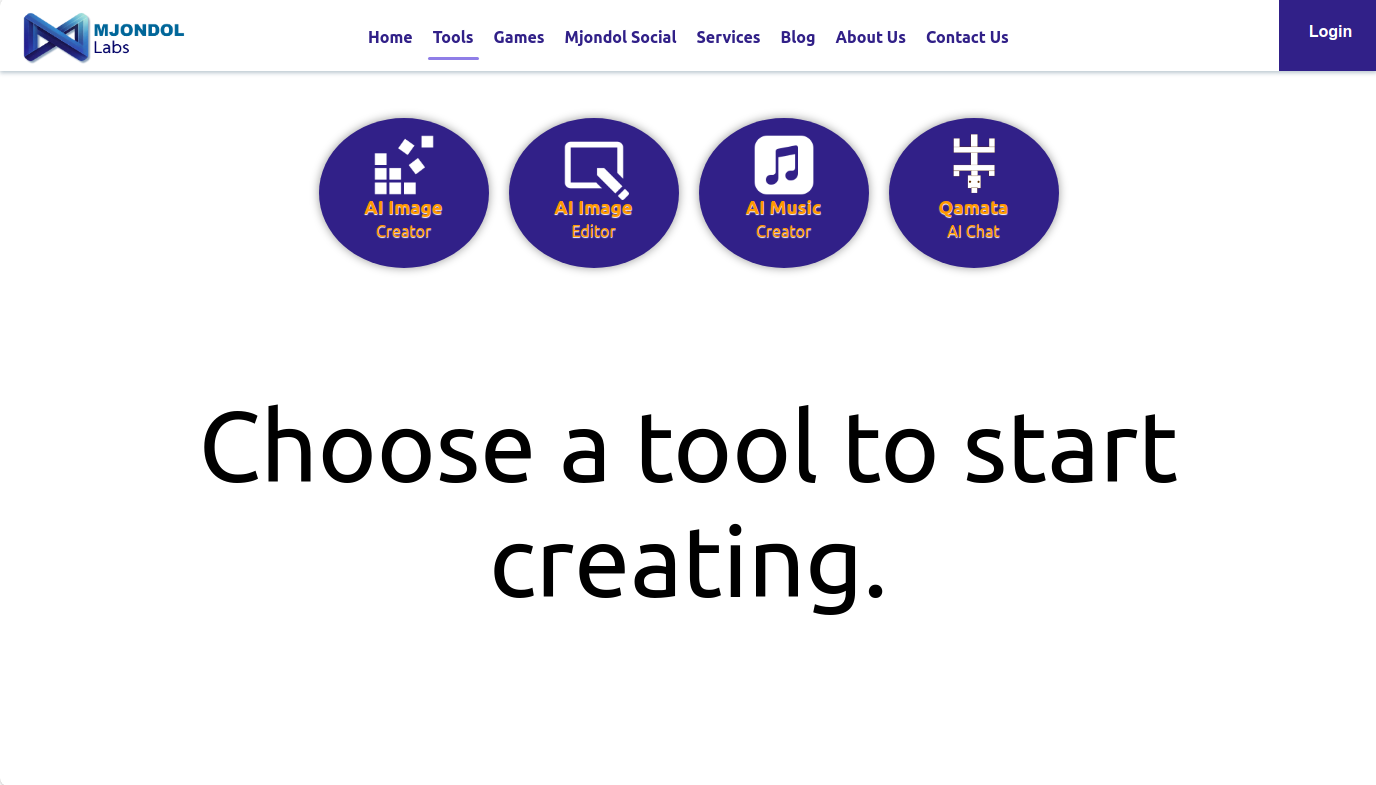 MJONDOL
Labs
Home Tools Games Mjondol Social Services Blog About Us Contact Us
Login
AI Image
Creator
AI Image
Editor
AI Music
Creator
Qamata
AI Chat
Choose a tool to start
creating.